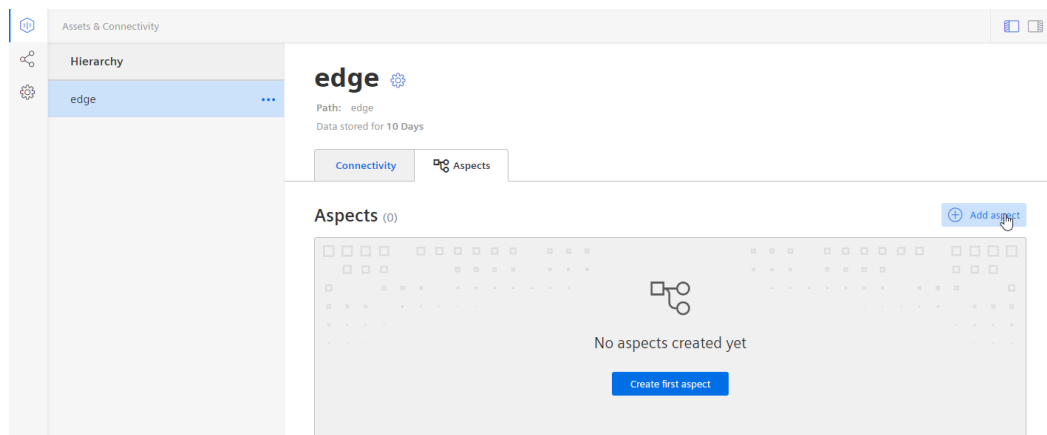 Assets & Connectivity
Hierarchy
edge
edge
Path: edge
Data stored for 10 Days
Connectivity
Aspects
Aspects (0)
Add aspect
No aspects created yet
Create first aspect